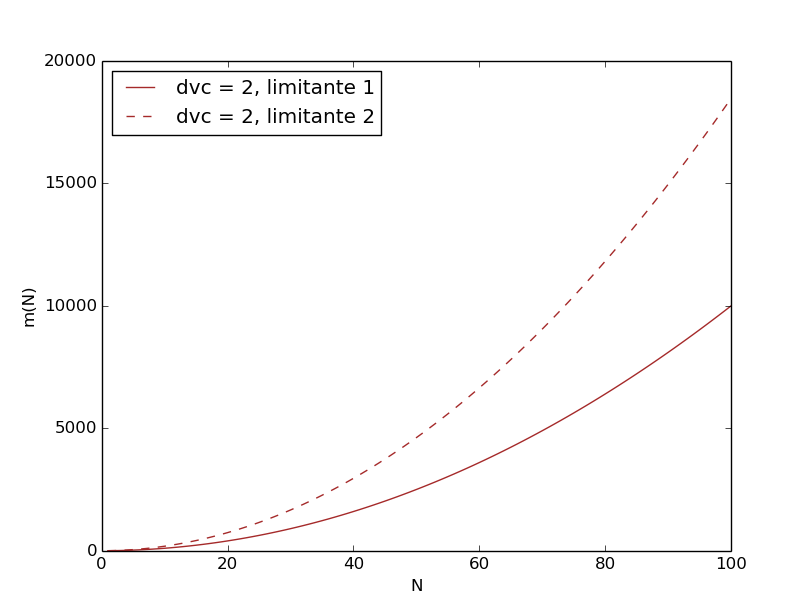 20000
15000
10000
5000
0
m(N)
dvc = 2, limitante 1
dvc = 2, limitante 2
0 20 40 60 80 100
N